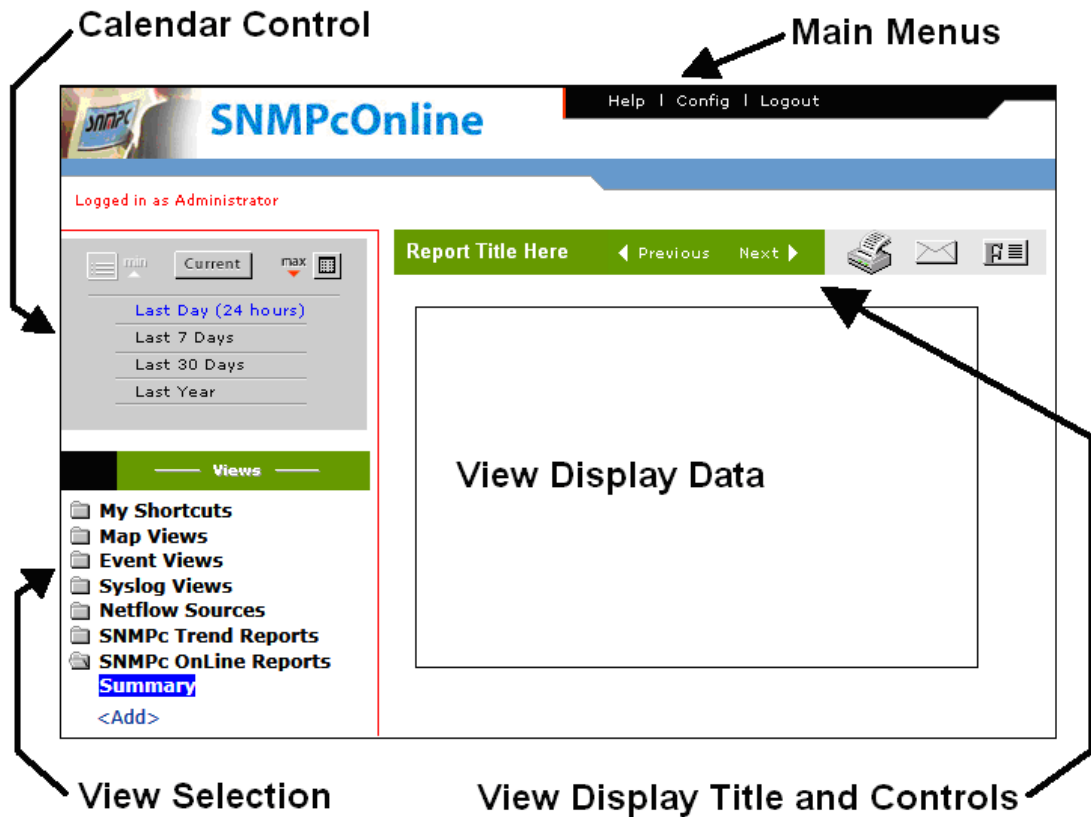 Calendar Control
Main Menus
snmpc
SNMPcOnline
Help | Config | Logout
Logged in as Administrator
min
Current
max
Last Day (24 hours)
Last 7 Days
Last 30 Days
Last Year
Report Title Here
Previous
Next
Views
My Shortcuts
Map Views
Event Views
Syslog Views
Netflow Sources
SNMPc Trend Reports
SNMPc OnLine Reports
Summary
<Add>
View Display Data
View Selection
View Display Title and Controls